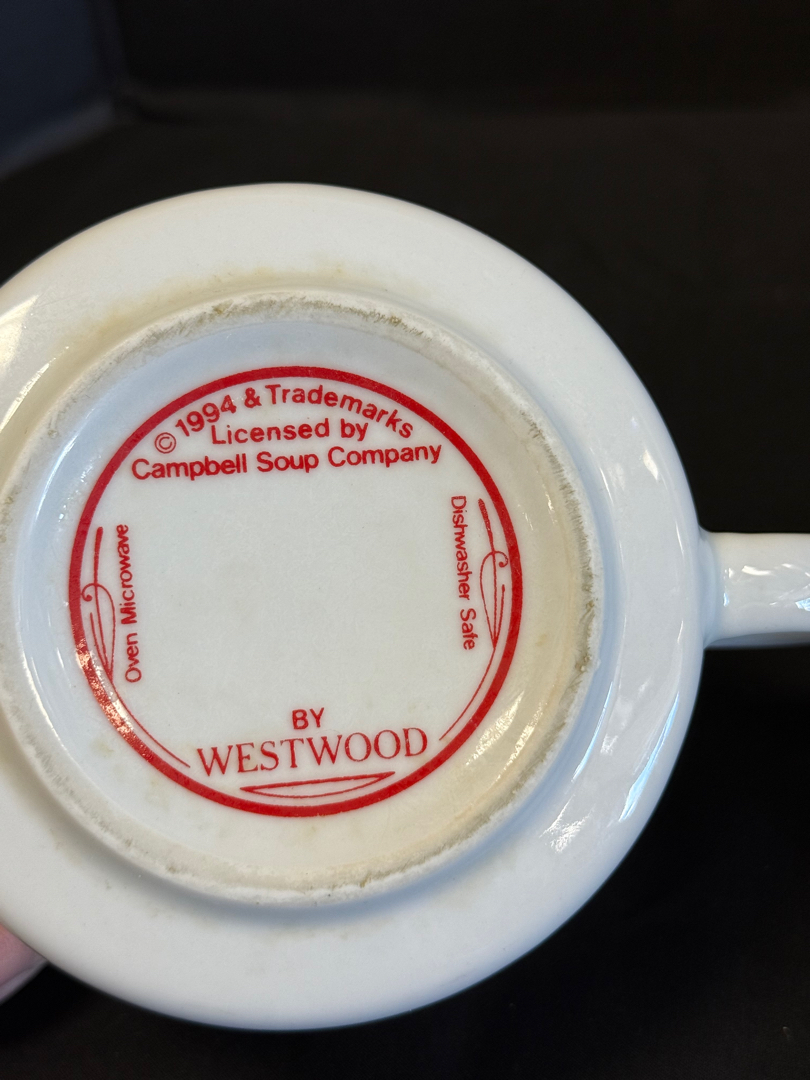 © 1994 & Trademarks
Licensed by
Campbell Soup Company
Oven Microwave
Dishwasher Safe
BY
WESTWOOD